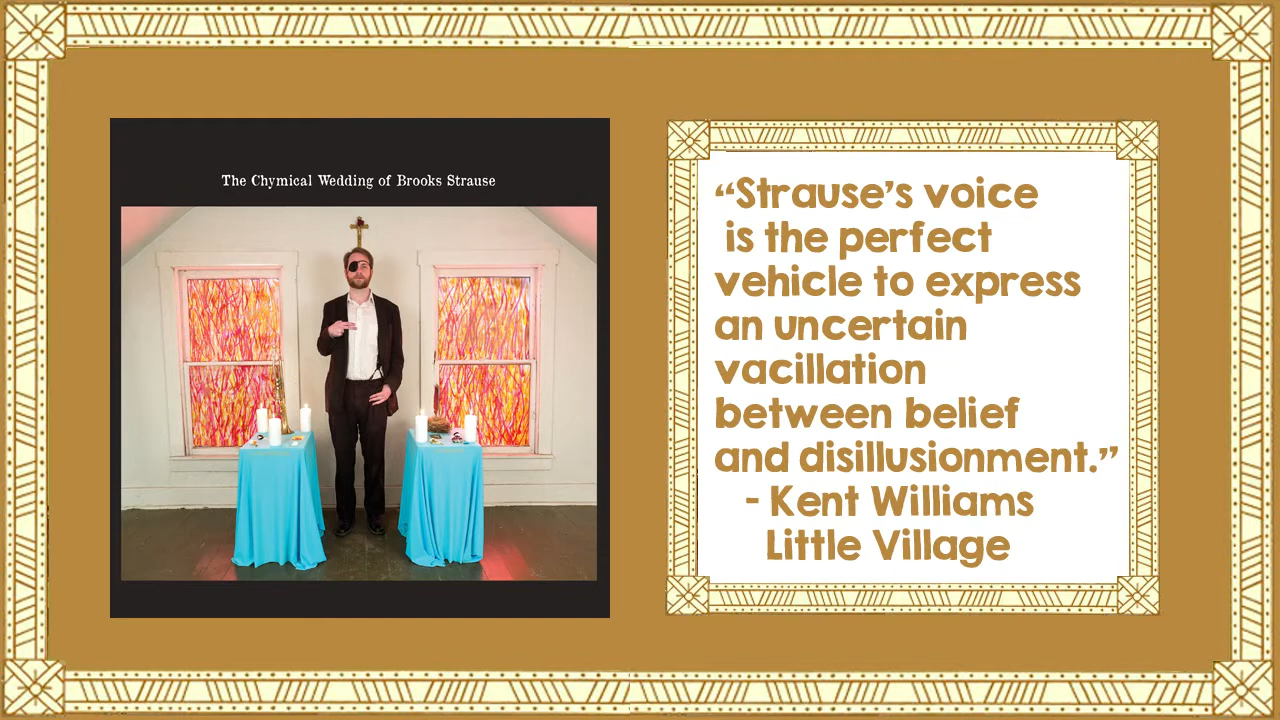 The Chymical Wedding of Brooks Strause
“Strause’s voice
is the perfect
vehicle to express
an uncertain
vacillation
between belief
and disillusionment.”
- Kent Williams
Little Village